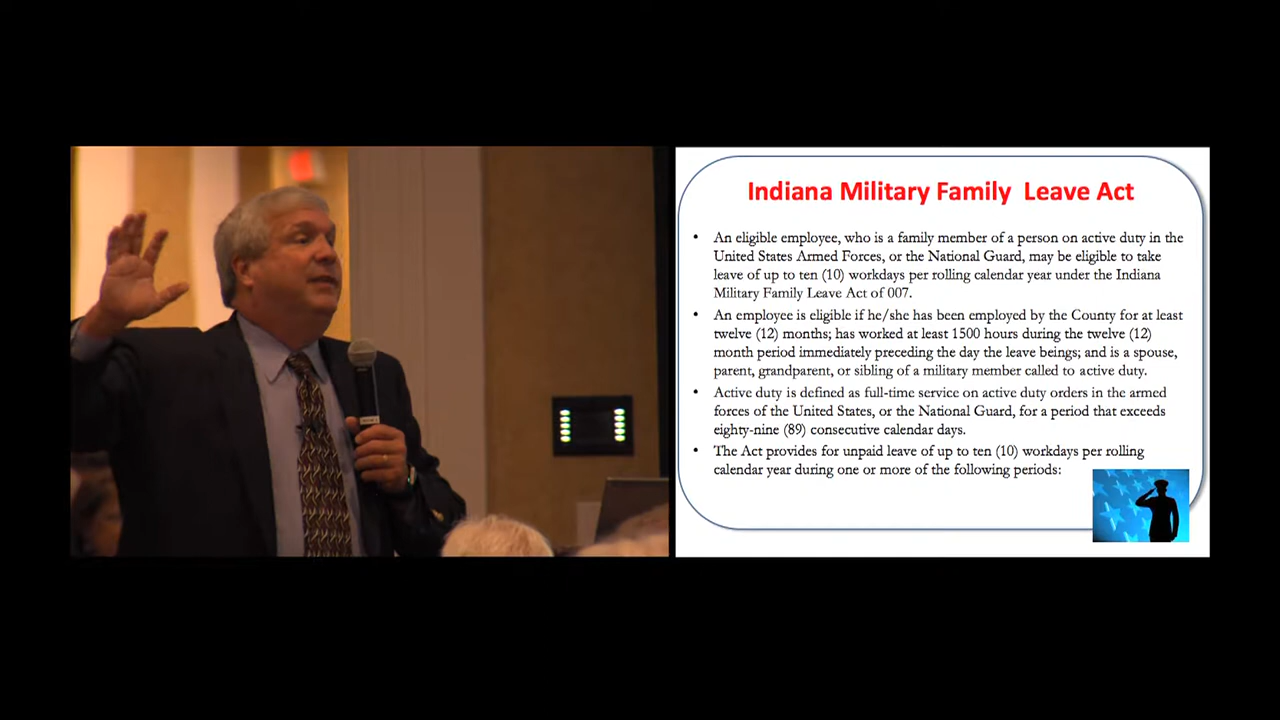 Indiana Military Family Leave Act
• An eligible employee, who is a family member of a person on active duty in the
United States Armed Forces, or the National Guard, may be eligible to take
leave of up to ten (10) workdays per rolling calendar year under the Indiana
Military Family Leave Act of 007.
• An employee is eligible if he/she has been employed by the County for at least
twelve (12) months; has worked at least 1500 hours during the twelve (12)
month period immediately preceding the day the leave beings; and is a spouse,
parent, grandparent, or sibling of a military member called to active duty.
• Active duty is defined as full-time service on active duty orders in the armed
forces of the United States, or the National Guard, for a period that exceeds
eighty-nine (89) consecutive calendar days.
• The Act provides for unpaid leave of up to ten (10) workdays per rolling
calendar year during one or more of the following periods: